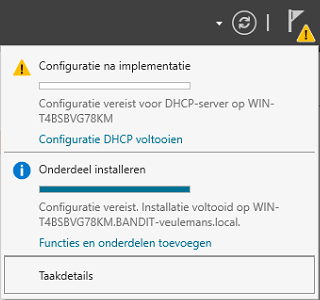 Configuratie na implementatie
Configuratie vereist voor DHCP-server op WIN-
T4BSBVG78KM
Configuratie DHCP voltooien
Onderdeel installeren
Configuratie vereist. Installatie voltooid op WIN-
T4BSBVG78KM.BANDIT-veulemans.local.
Functies en onderdelen toevoegen
Taakdetails